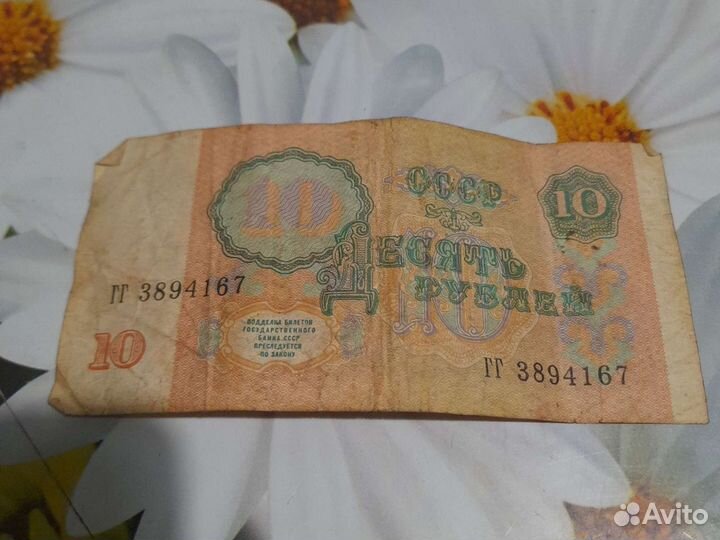 10
СССР
10
ДЕСЯТЬ
РУБЛЕЙ
10
ГГ 3894167
ПОДДЕЛКА БИЛЕТОВ
ГОСУДАРСТВЕННОГО
БАНКА СССР
ПРЕСЛЕДУЕТСЯ
ПО ЗАКОНУ
10
ГГ 3894167
Avito